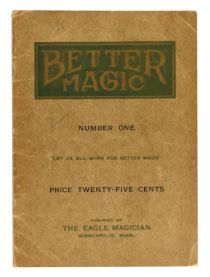 BETTER
MAGIC
NUMBER ONE
"LET US ALL WORK FOR BETTER MAGIC"
PRICE TWENTY-FIVE CENTS
PUBLISHED BY
THE EAGLE MAGICIAN
MINNEAPOLIS, MINN.